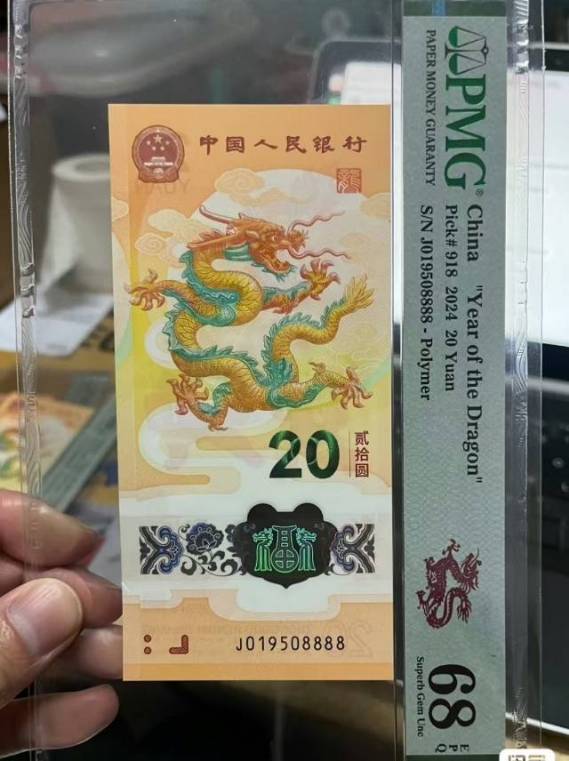 中国人民银行
龍
20
贰拾圆
J019508888
PMG®
PAPER MONEY GUARANTY
China "Year of the Dragon"
Pick# 918 2024 20 Yuan
S/N J019508888 - Polymer
68 EPQ
Superb Gem Unc